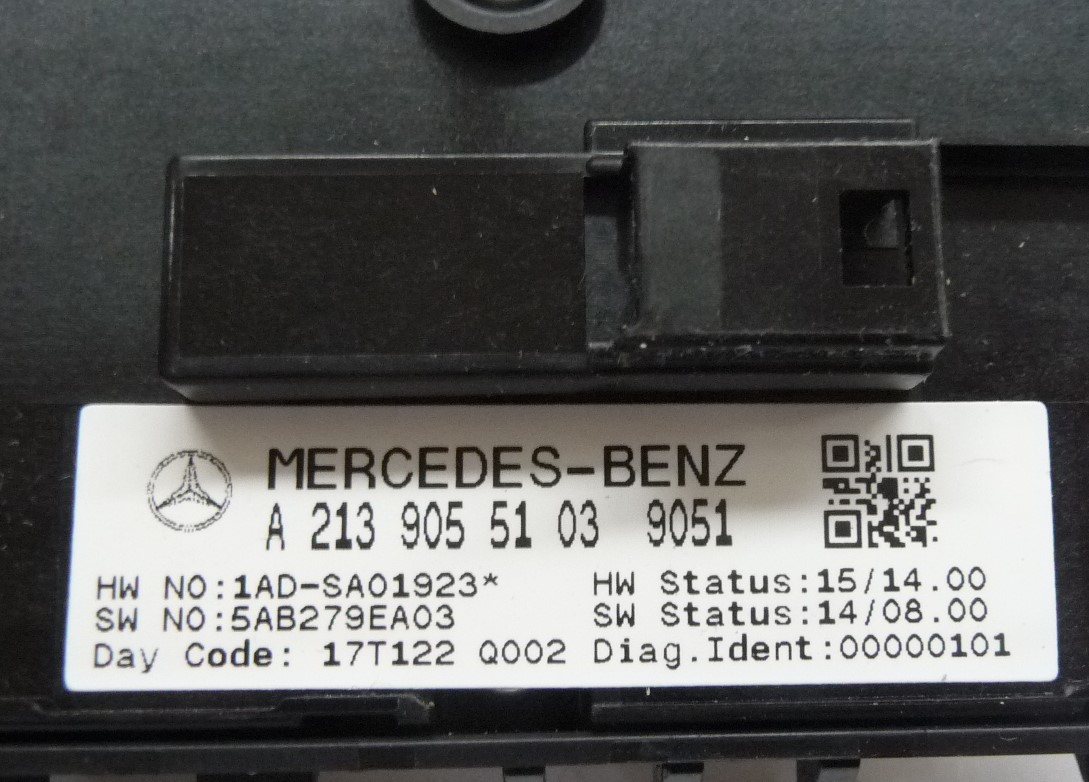 MERCEDES-BENZ
A 213 905 51 03 9051
HW NO:1AD-SA01923* HW Status:15/14.00
SW NO:5AB279EA03 SW Status:14/08.00
Day Code: 17T122 Q002 Diag.Ident:00000101